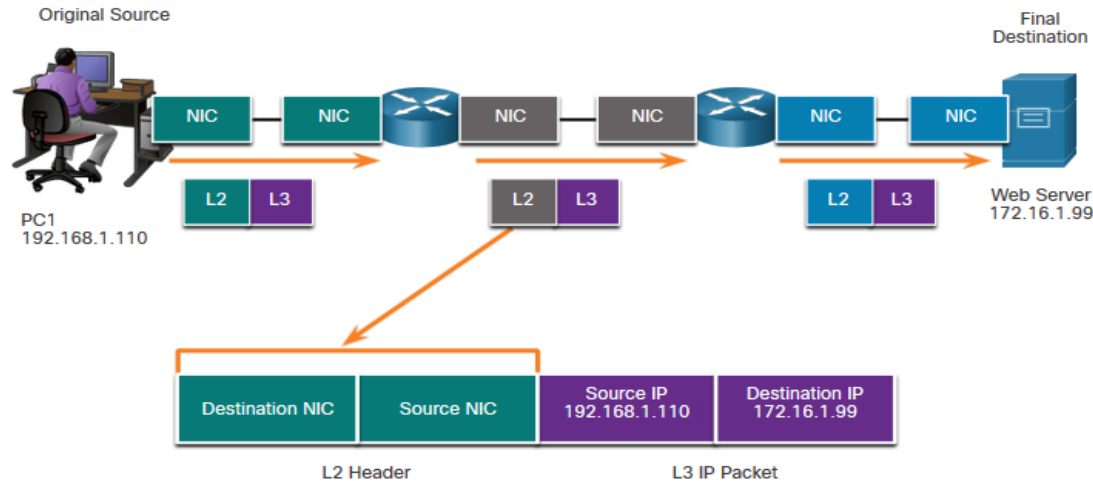 Original Source
Final
Destination
NIC
NIC
NIC
NIC
NIC
NIC
L2 L3
L2 L3
L2 L3
PC1
192.168.1.110
Web Server
172.16.1.99
Destination NIC
Source NIC
Source IP
192.168.1.110
Destination IP
172.16.1.99
L2 Header
L3 IP Packet